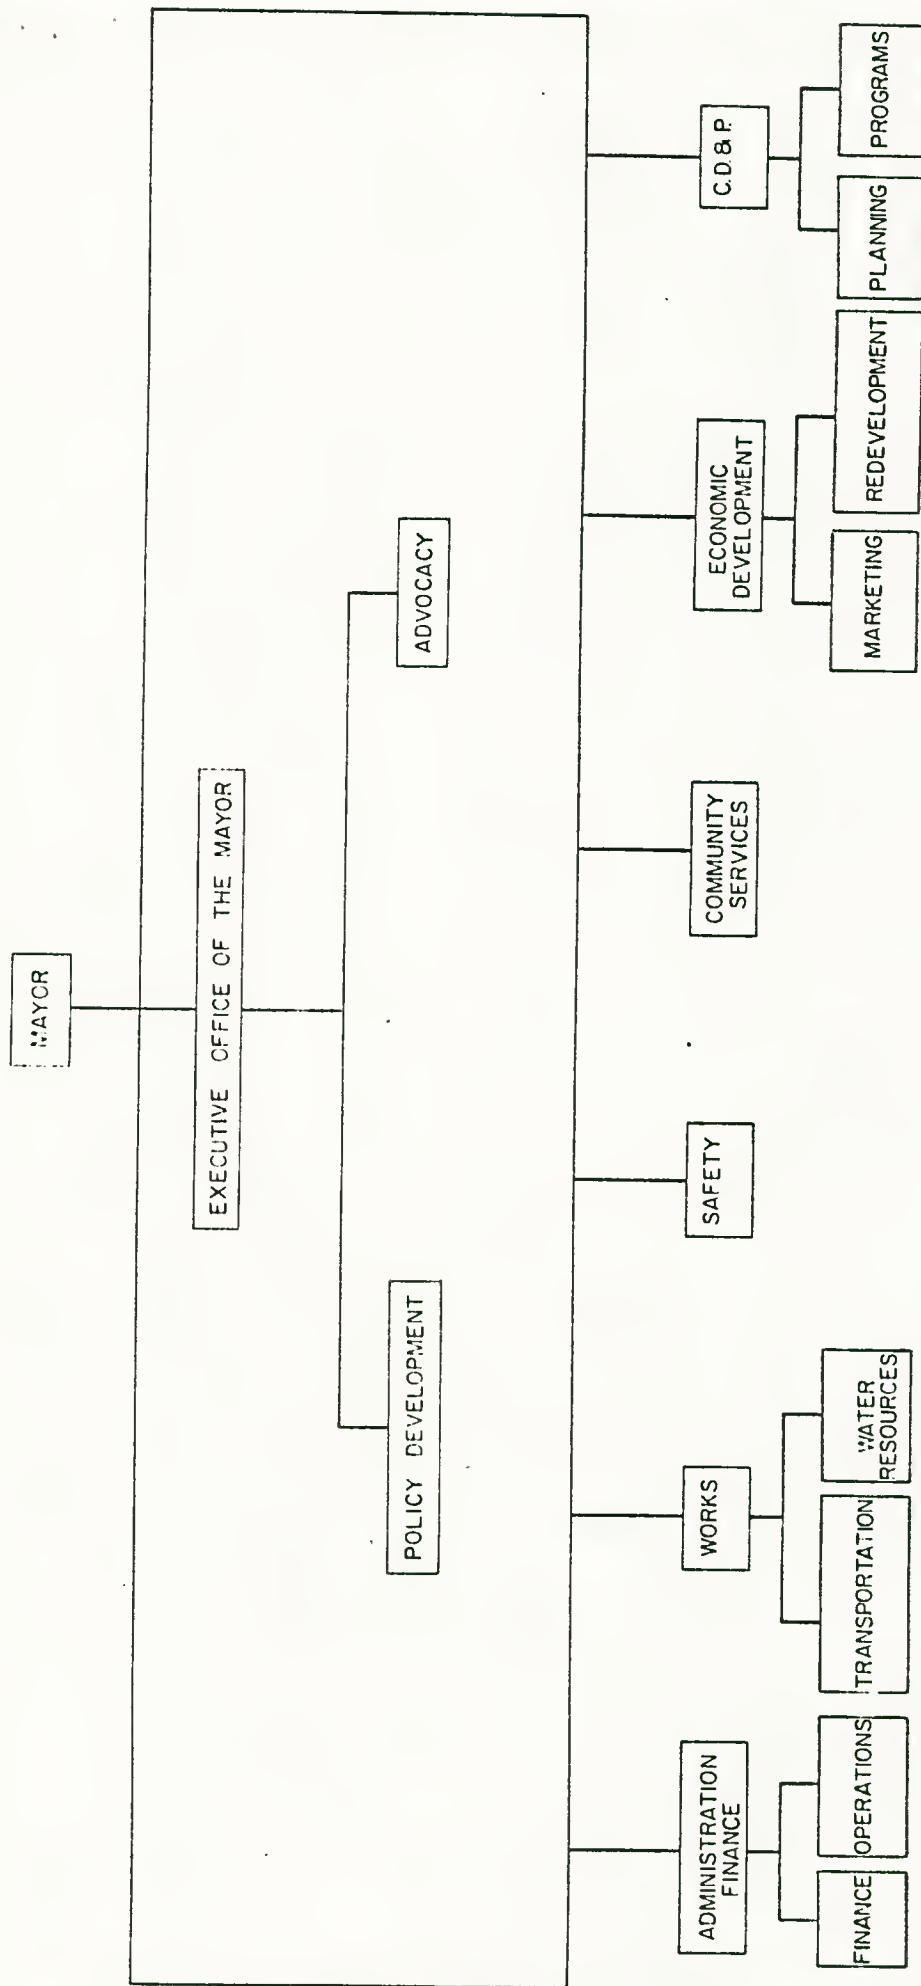 MAYOR
EXECUTIVE OFFICE OF THE MAYOR
POLICY DEVELOPMENT
ADVOCACY
ADMINISTRATION
FINANCE
WORKS
SAFETY
COMMUNITY
SERVICES
ECONOMIC
DEVELOPMENT
C.D. & P.
FINANCE
OPERATIONS
TRANSPORTATION
WATER
RESOURCES
MARKETING
REDEVELOPMENT
PLANNING
PROGRAMS